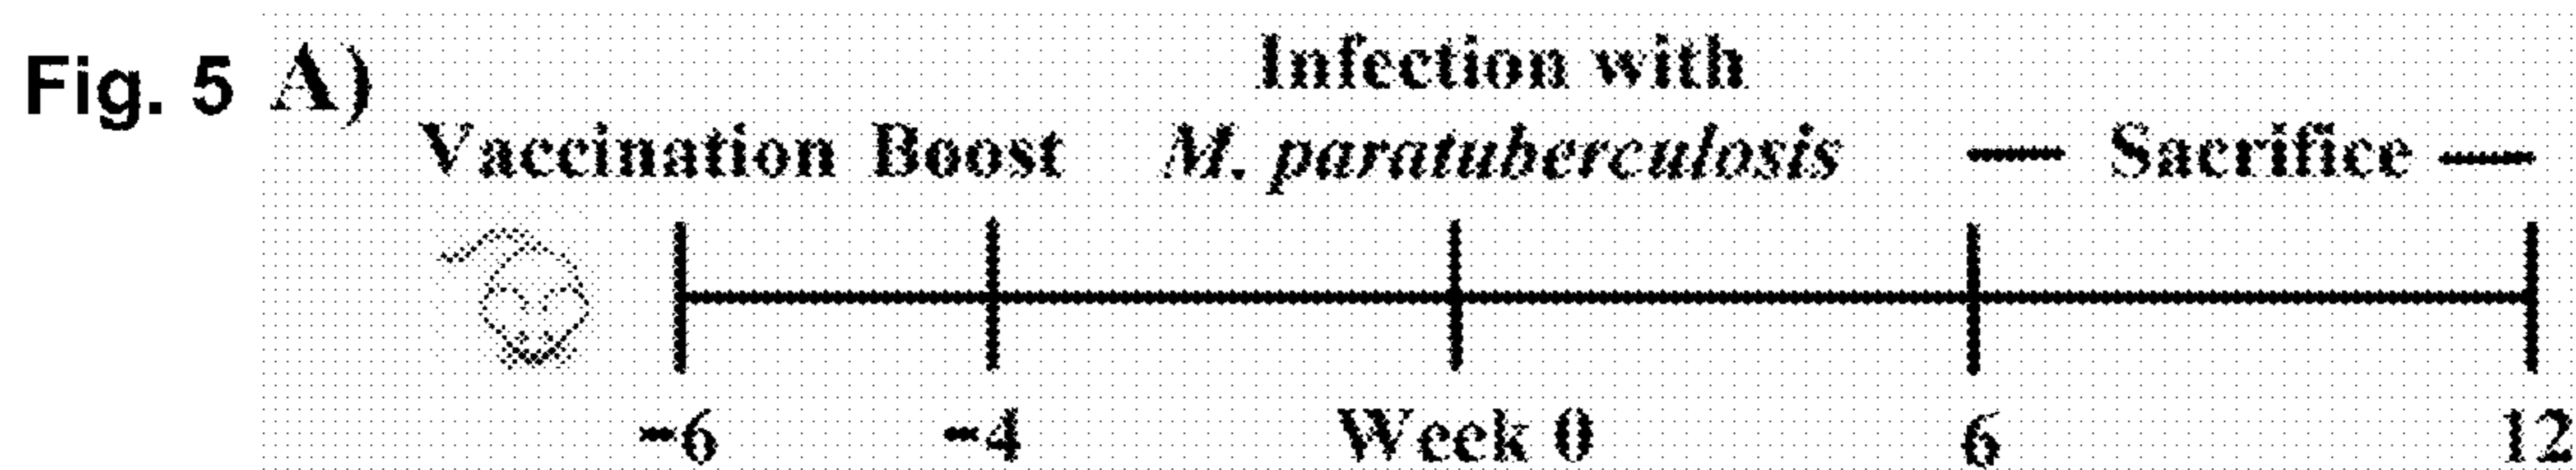 Fig. 5 A)
Infection with
Vaccination Boost M. paratuberculosis — Sacrifice —
-6 -4 Week 0 6 12